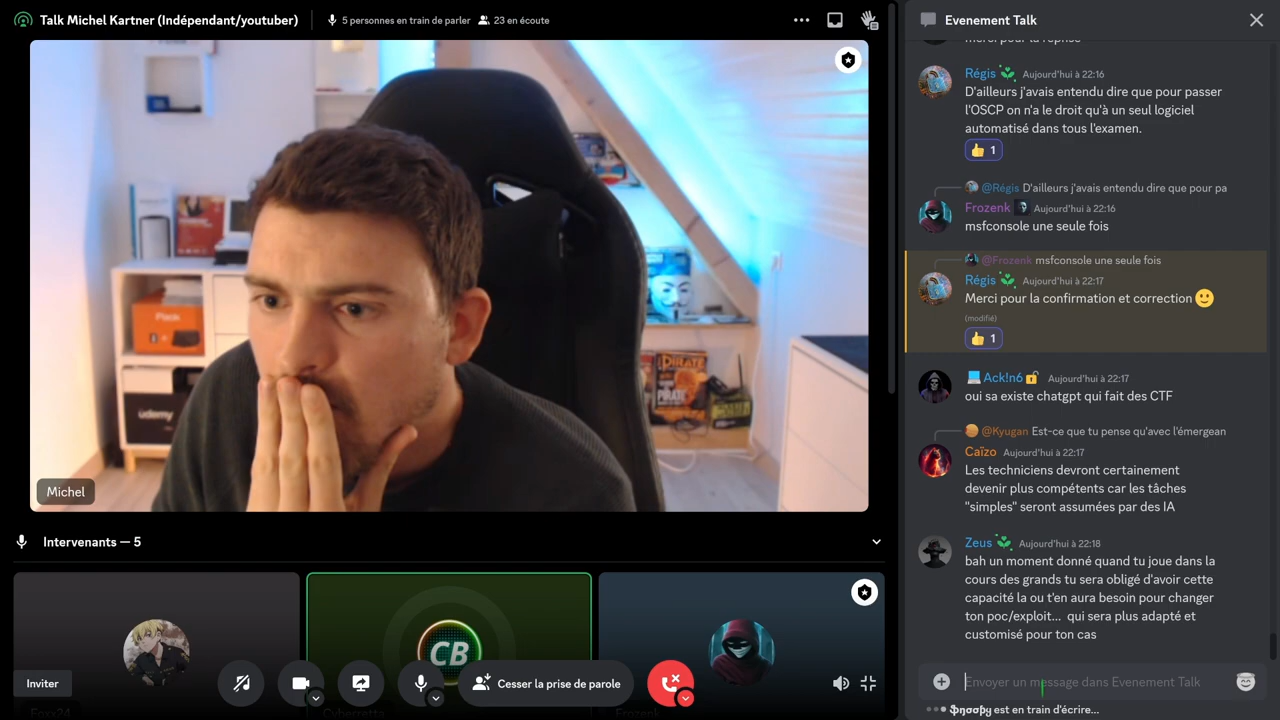 Talk Michel Kartner (Indépendant/youtuber)
5 personnes en train de parler
23 en écoute
Evenement Talk
merci pour la reprise
Régis Aujourd'hui à 22:16
D'ailleurs j'avais entendu dire que pour passer
l'OSCP on n'a le droit qu'à un seul logiciel
automatisé dans tous l'examen.
1
@Régis D'ailleurs j'avais entendu dire que pour pa
Frozenk Aujourd'hui à 22:16
msfconsole une seule fois
@Frozenk msfconsole une seule fois
Régis Aujourd'hui à 22:17
Merci pour la confirmation et correction
(modifié)
1
Ack!n6 Aujourd'hui à 22:17
oui sa existe chatgpt qui fait des CTF
@Kyugan Est-ce que tu pense qu'avec l'émergean
Caïzo Aujourd'hui à 22:17
Les techniciens devront certainement
devenir plus compétents car les tâches
"simples" seront assumées par des IA
Zeus Aujourd'hui à 22:18
bah un moment donné quand tu joue dans la
cours des grands tu sera obligé d'avoir cette
capacité la ou t'en aura besoin pour changer
ton poc/exploit... qui sera plus adapté et
customisé pour ton cas
Envoyer un message dans Evenement Talk
est en train d'écrire...
PIRATE
PIRATE
udemy
Michel
Intervenants — 5
CB
Inviter
Cesser la prise de parole
Frozenk